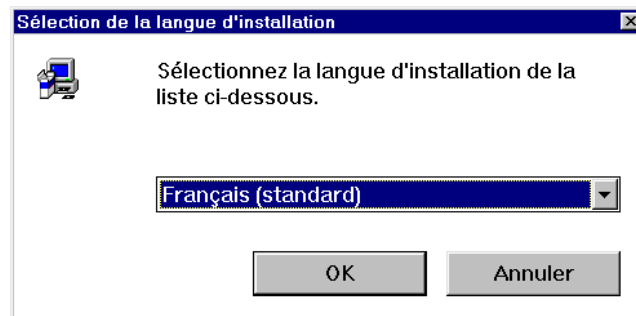 Sélection de la langue d'installation
Sélectionnez la langue d'installation de la
liste ci-dessous.
Français (standard)
OK
Annuler